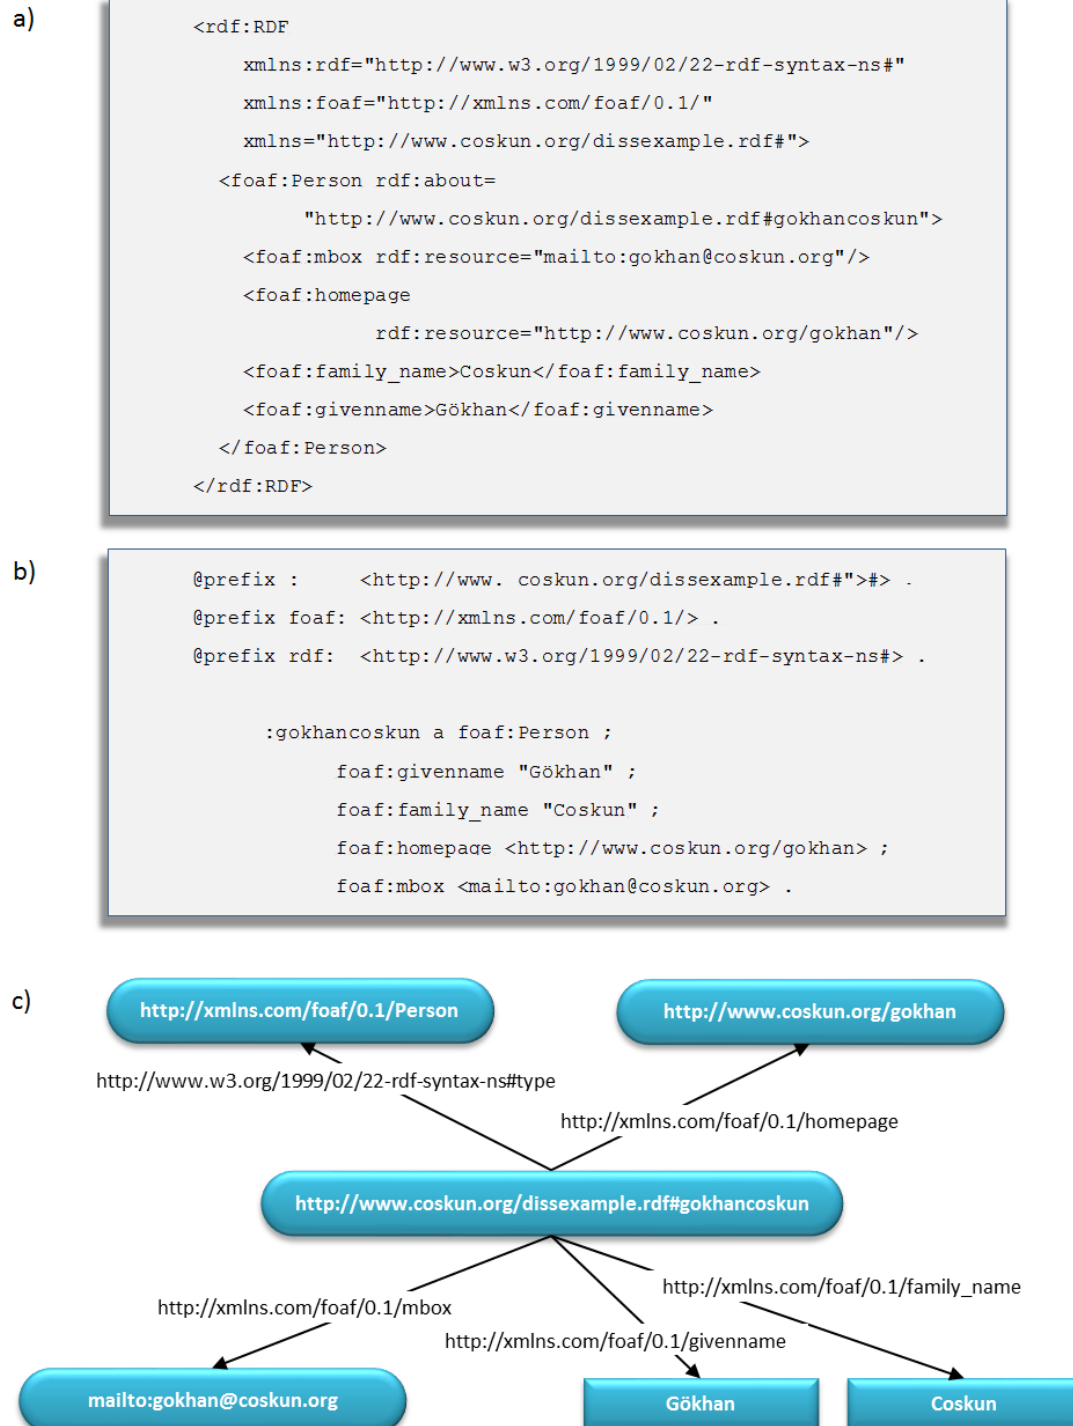 a)
<rdf:RDF
xmlns:rdf="http://www.w3.org/1999/02/22-rdf-syntax-ns#"
xmlns:foaf="http://xmlns.com/foaf/0.1/"
xmlns="http://www.coskun.org/dissexample.rdf#">
<foaf:Person rdf:about=
"http://www.coskun.org/dissexample.rdf#gokhancoskun">
<foaf:mbox rdf:resource="mailto:gokhan@coskun.org"/>
<foaf:homepage
rdf:resource="http://www.coskun.org/gokhan"/>
<foaf:family_name>Coskun</foaf:family_name>
<foaf:givenname>Gökhan</foaf:givenname>
</foaf:Person>
</rdf:RDF>
b)
@prefix : <http://www. coskun.org/dissexample.rdf#">#> .
@prefix foaf: <http://xmlns.com/foaf/0.1/> .
@prefix rdf: <http://www.w3.org/1999/02/22-rdf-syntax-ns#> .
:gokhancoskun a foaf:Person ;
foaf:givenname "Gökhan" ;
foaf:family_name "Coskun" ;
foaf:homepage <http://www.coskun.org/gokhan> ;
foaf:mbox <mailto:gokhan@coskun.org> .
c)
http://xmlns.com/foaf/0.1/Person
http://www.coskun.org/gokhan
http://www.w3.org/1999/02/22-rdf-syntax-ns#type
http://xmlns.com/foaf/0.1/homepage
http://www.coskun.org/dissexample.rdf#gokhancoskun
http://xmlns.com/foaf/0.1/family_name
http://xmlns.com/foaf/0.1/mbox
http://xmlns.com/foaf/0.1/givenname
mailto:gokhan@coskun.org
Gökhan
Coskun